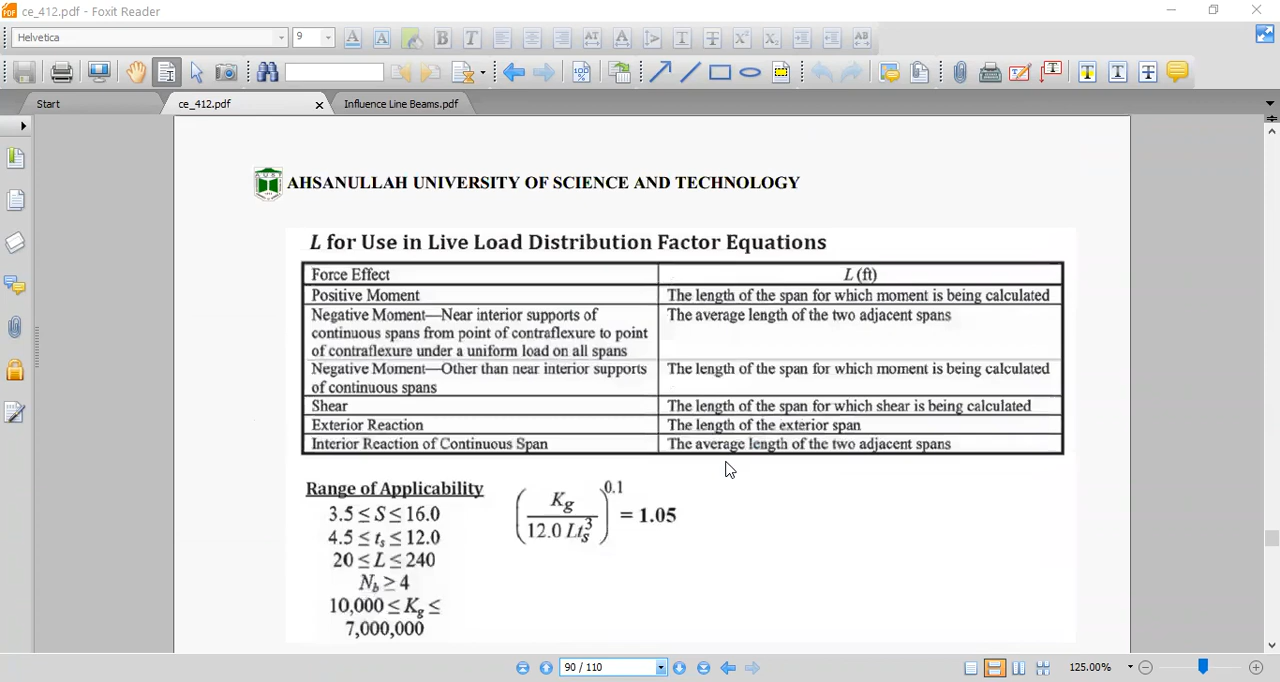 ce_412.pdf - Foxit Reader
Helvetica 9
Start ce_412.pdf Influence Line Beams.pdf
AHSANULLAH UNIVERSITY OF SCIENCE AND TECHNOLOGY
L for Use in Live Load Distribution Factor Equations
Force Effect L (ft)
Positive Moment The length of the span for which moment is being calculated
Negative Moment—Near interior supports of The average length of the two adjacent spans
continuous spans from point of contraflexure to point
of contraflexure under a uniform load on all spans
Negative Moment—Other than near interior supports The length of the span for which moment is being calculated
of continuous spans
Shear The length of the span for which shear is being calculated
Exterior Reaction The length of the exterior span
Interior Reaction of Continuous Span The average length of the two adjacent spans
Range of Applicability
3.5 ≤ S ≤ 16.0
4.5 ≤ t_s ≤ 12.0
20 ≤ L ≤ 240
N_b ≥ 4
10,000 ≤ K_g ≤
7,000,000
(K_g / 12.0 Lt_s^3)^0.1 = 1.05
90 / 110 125.00%